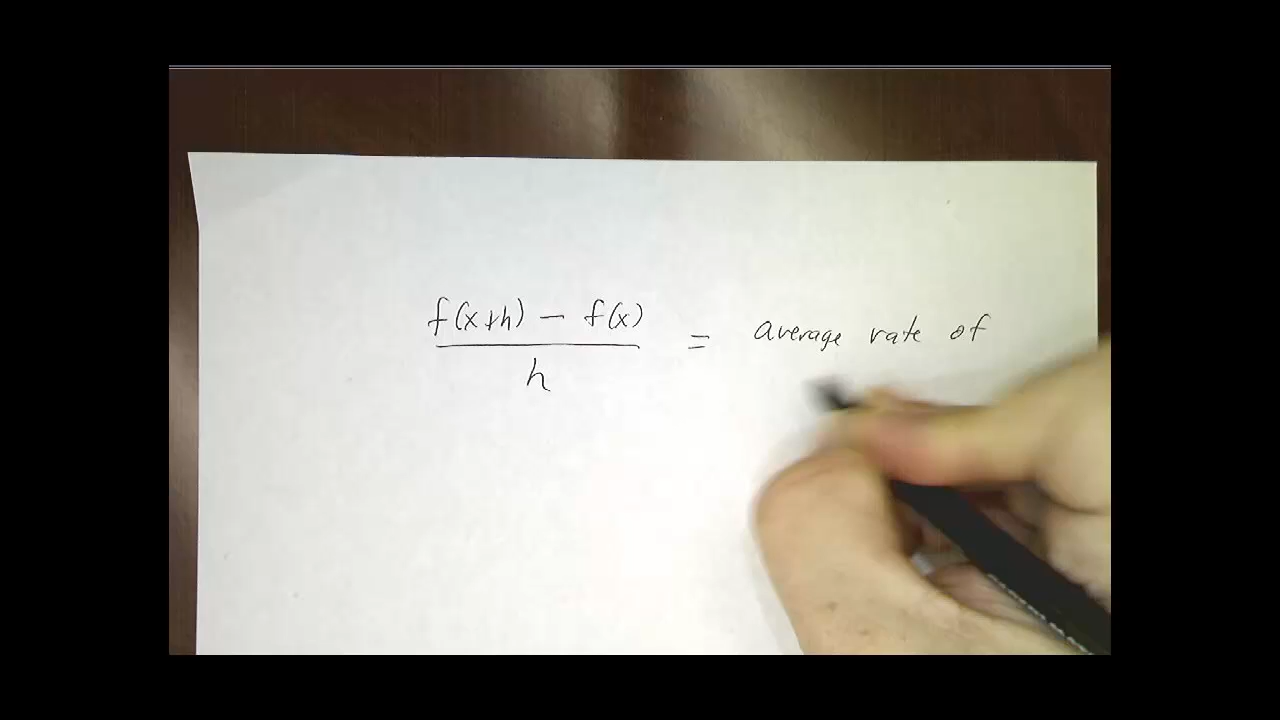 f(x+h) - f(x)
h
= average rate of